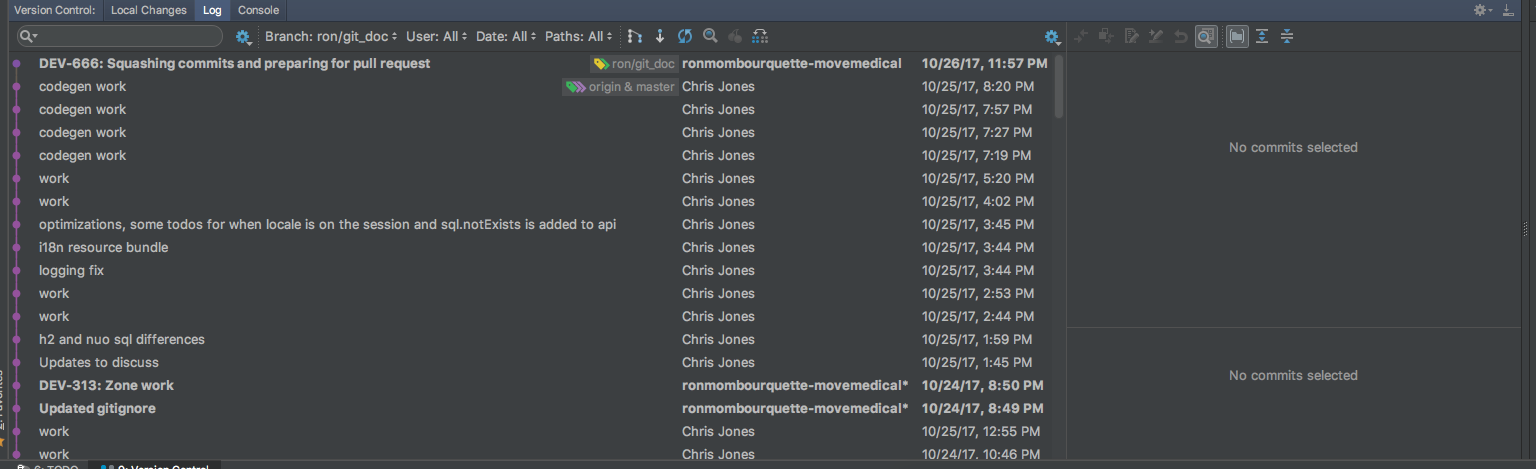 Version Control: Local Changes Log Console
Branch: ron/git_doc User: All Date: All Paths: All
DEV-666: Squashing commits and preparing for pull request ron/git_doc ronmombourquette-movemedical 10/26/17, 11:57 PM
codegen work origin & master Chris Jones 10/25/17, 8:20 PM
codegen work Chris Jones 10/25/17, 7:57 PM
codegen work Chris Jones 10/25/17, 7:27 PM
codegen work Chris Jones 10/25/17, 7:19 PM
work Chris Jones 10/25/17, 5:20 PM
work Chris Jones 10/25/17, 4:02 PM
optimizations, some todos for when locale is on the session and sql.notExists is added to api Chris Jones 10/25/17, 3:45 PM
i18n resource bundle Chris Jones 10/25/17, 3:44 PM
logging fix Chris Jones 10/25/17, 3:44 PM
work Chris Jones 10/25/17, 2:53 PM
work Chris Jones 10/25/17, 2:44 PM
h2 and nuo sql differences Chris Jones 10/25/17, 1:59 PM
Updates to discuss Chris Jones 10/25/17, 1:45 PM
DEV-313: Zone work ronmombourquette-movemedical* 10/24/17, 8:50 PM
Updated gitignore ronmombourquette-movemedical* 10/24/17, 8:49 PM
work Chris Jones 10/25/17, 12:55 PM
work Chris Jones 10/24/17, 10:46 PM
No commits selected
No commits selected
6: TODO 9: Version Control